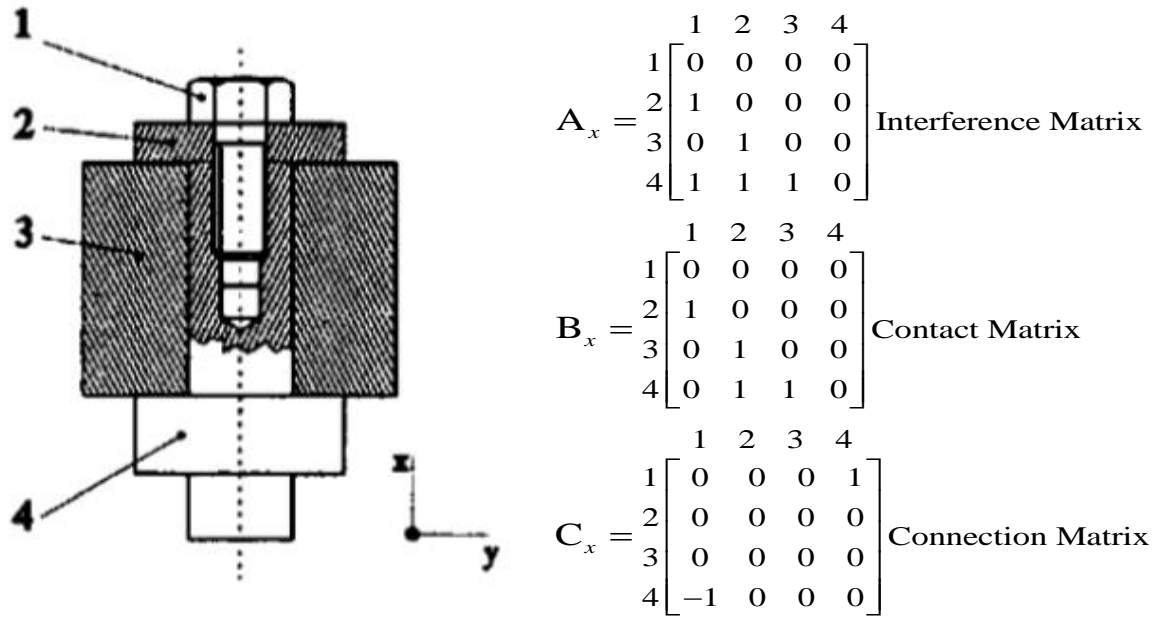 1
2
3
4
x
y
1 2 3 4
1 0 0 0 0
A_x = 2 1 0 0 0 Interference Matrix
3 0 1 0 0
4 1 1 1 0
1 2 3 4
1 0 0 0 0
B_x = 2 1 0 0 0 Contact Matrix
3 0 1 0 0
4 0 1 1 0
1 2 3 4
1 0 0 0 1
C_x = 2 0 0 0 0 Connection Matrix
3 0 0 0 0
4 -1 0 0 0